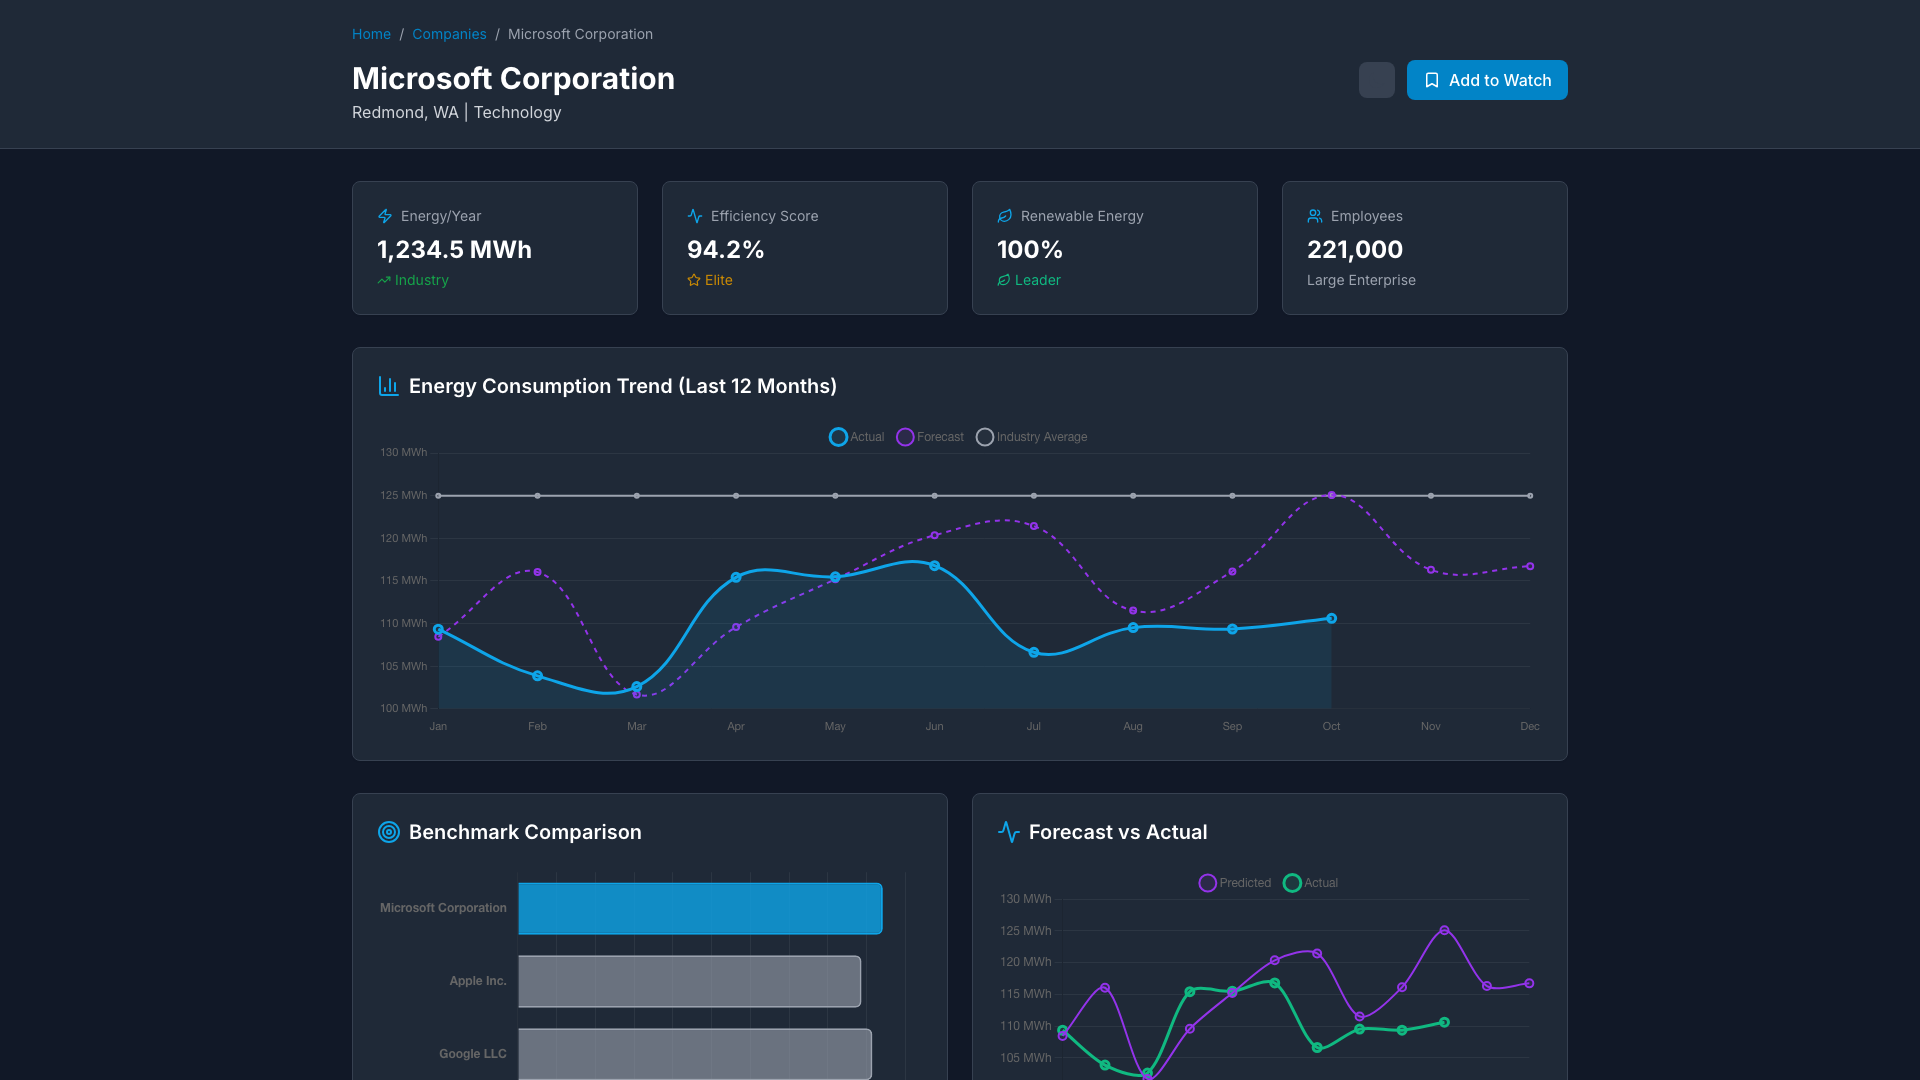 Home / Companies / Microsoft Corporation
Microsoft Corporation
Redmond, WA | Technology
Add to Watch
Energy/Year
1,234.5 MWh
Industry
Efficiency Score
94.2%
Elite
Renewable Energy
100%
Leader
Employees
221,000
Large Enterprise
Energy Consumption Trend (Last 12 Months)
Actual Forecast Industry Average
130 MWh
125 MWh
120 MWh
115 MWh
110 MWh
105 MWh
100 MWh
Jan Feb Mar Apr May Jun Jul Aug Sep Oct Nov Dec
Benchmark Comparison
Microsoft Corporation
Apple Inc.
Google LLC
Forecast vs Actual
Predicted Actual
130 MWh
125 MWh
120 MWh
115 MWh
110 MWh
105 MWh